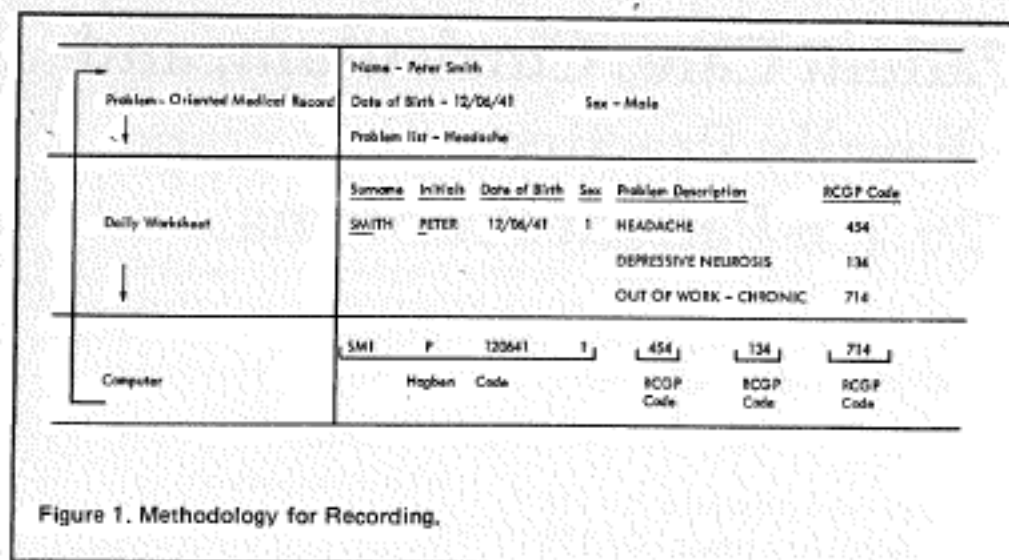 Name - Peter Smith
Problem - Oriented Medical Record
Date of Birth - 12/06/41 Sex - Male
Problem list - Headache
Surname Initials Date of Birth Sex Problem Description RCGP Code
Daily Worksheet
SMITH PETER 12/06/41 1 HEADACHE 454
DEPRESSIVE NEUROSIS 134
OUT OF WORK - CHRONIC 714
SMI P 120641 1 454 134 714
Computer
Hogben Code RCGP Code RCGP Code RCGP Code
Figure 1. Methodology for Recording.